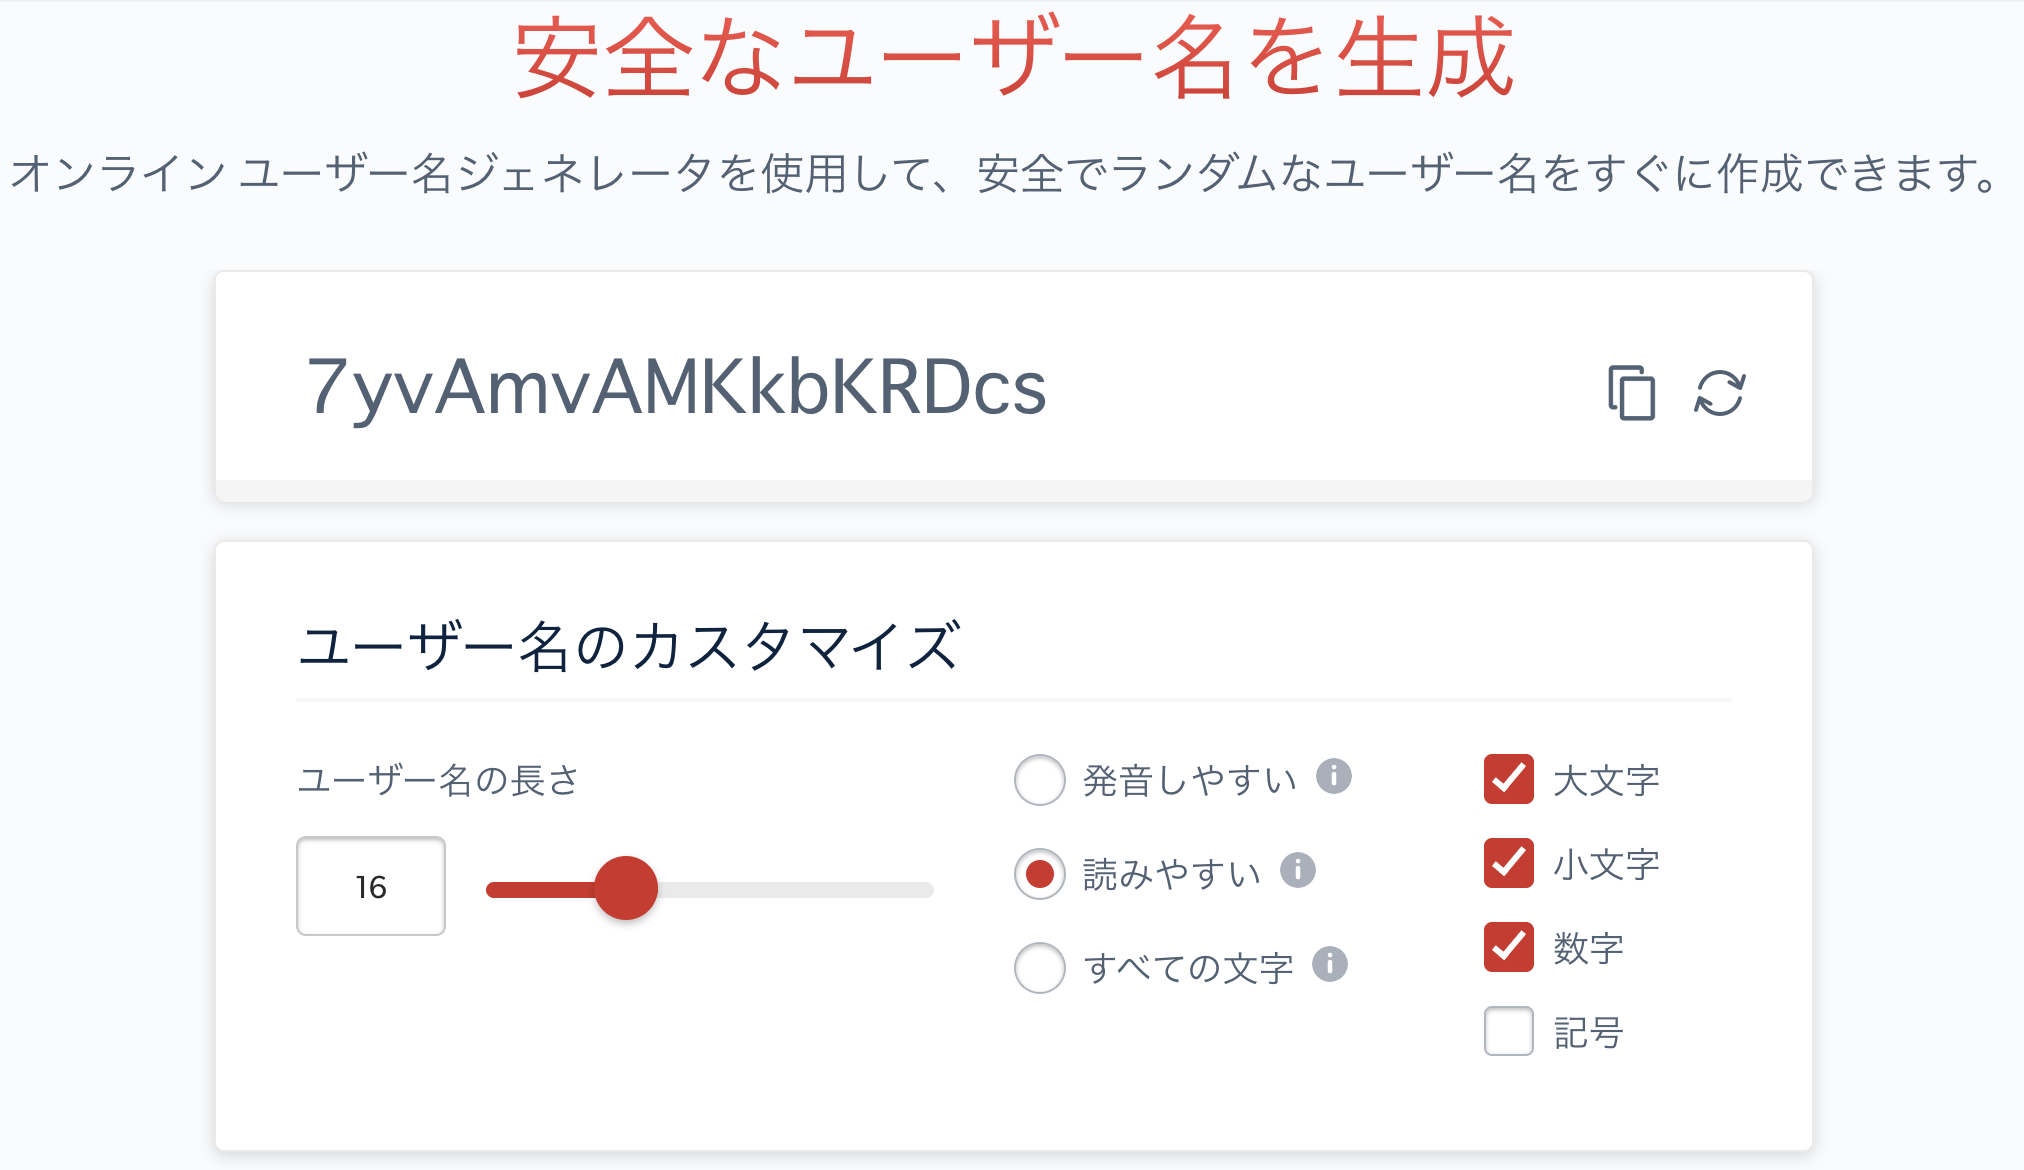 安全なユーザー名を生成
オンライン ユーザー名ジェネレータを使用して、安全でランダムなユーザー名をすぐに作成できます。
7yvAmvAMKkbKRDcs
ユーザー名のカスタマイズ
ユーザー名の長さ
16
発音しやすい
読みやすい
すべての文字
大文字
小文字
数字
記号